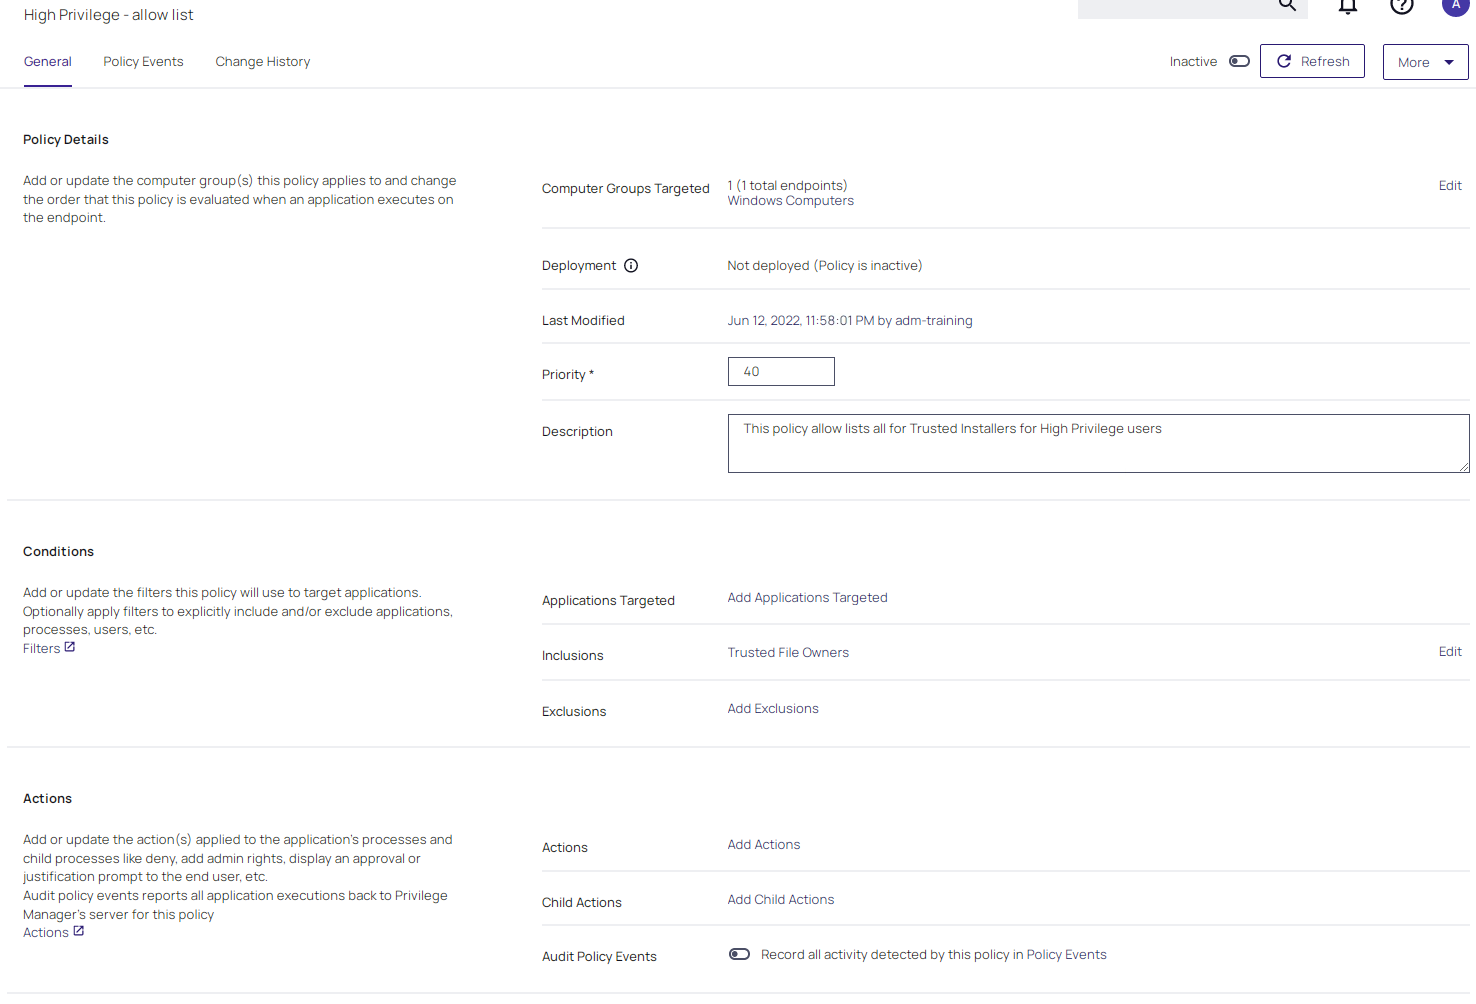 High Privilege - allow list
A
General
Policy Events
Change History
Inactive
Refresh
More
Policy Details
Add or update the computer group(s) this policy applies to and change
the order that this policy is evaluated when an application executes on
the endpoint.
Computer Groups Targeted
1 (1 total endpoints)
Windows Computers
Edit
Deployment
Not deployed (Policy is inactive)
Last Modified
Jun 12, 2022, 11:58:01 PM by adm-training
Priority *
40
Description
This policy allow lists all for Trusted Installers for High Privilege users
Conditions
Add or update the filters this policy will use to target applications.
Optionally apply filters to explicitly include and/or exclude applications,
processes, users, etc.
Filters
Applications Targeted
Add Applications Targeted
Inclusions
Trusted File Owners
Edit
Exclusions
Add Exclusions
Actions
Add or update the action(s) applied to the application's processes and
child processes like deny, add admin rights, display an approval or
justification prompt to the end user, etc.
Audit policy events reports all application executions back to Privilege
Manager's server for this policy
Actions
Actions
Add Actions
Child Actions
Add Child Actions
Audit Policy Events
Record all activity detected by this policy in Policy Events